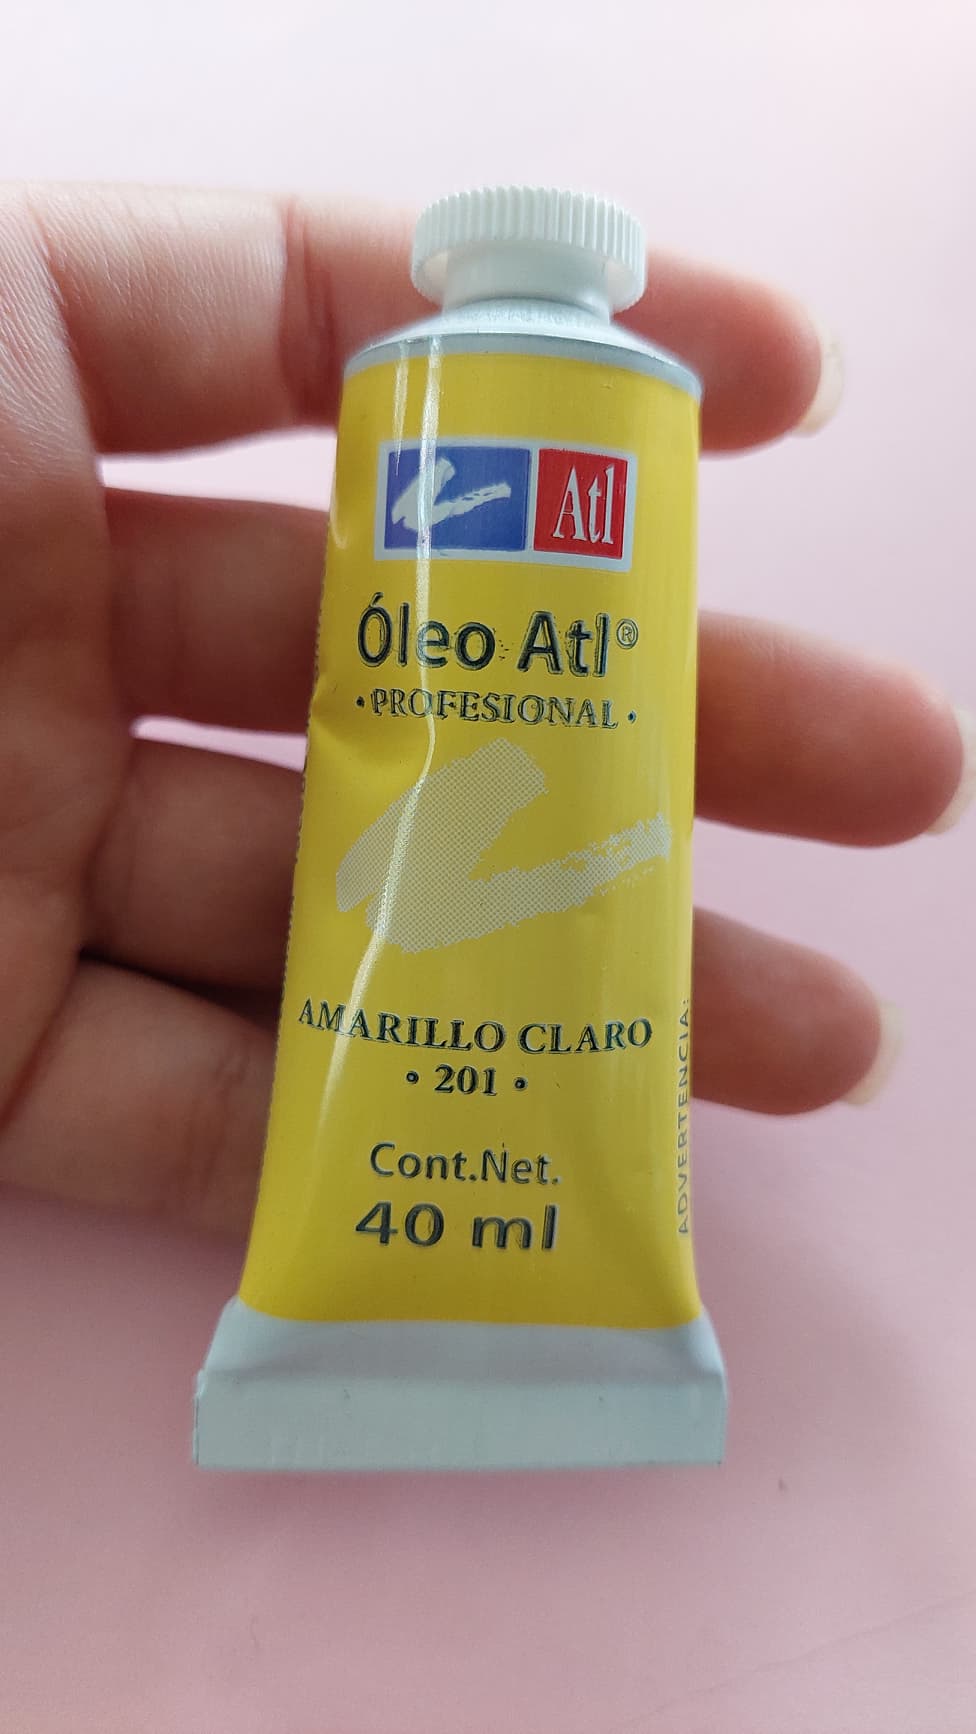 Atl
Óleo Atl®
• PROFESIONAL •
AMARILLO CLARO
• 201 •
Cont.Net.
40 ml
ADVERTENCIA: